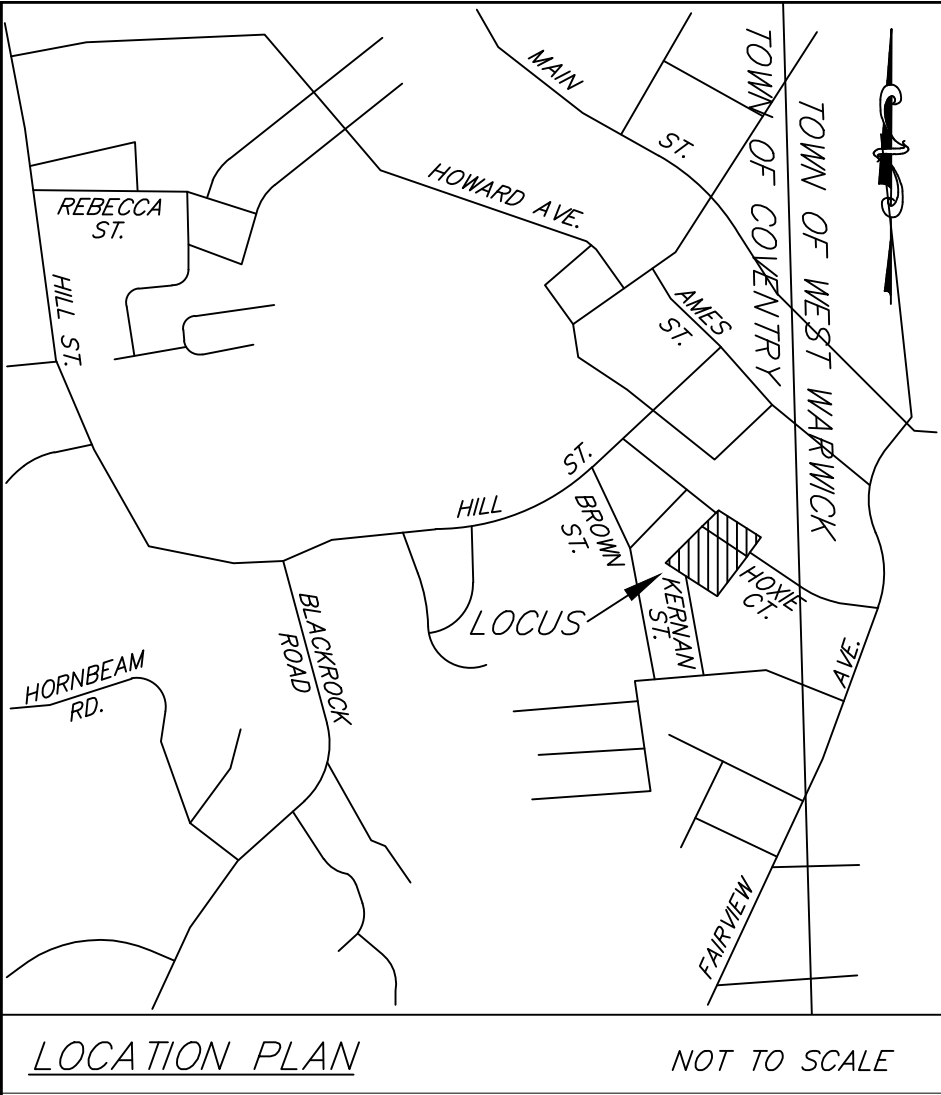 MAIN
ST.
TOWN OF COVENTRY
TOWN OF WEST WARWICK
HOWARD AVE.
REBECCA
ST.
HILL ST.
AMES
ST.
HILL
ST.
BROWN
ST.
HOXIE
CT.
KERNAN
ST.
LOCUS
BLACKROCK
ROAD
HORNBEAM
RD.
FAIRVIEW
AVE.
LOCATION PLAN
NOT TO SCALE